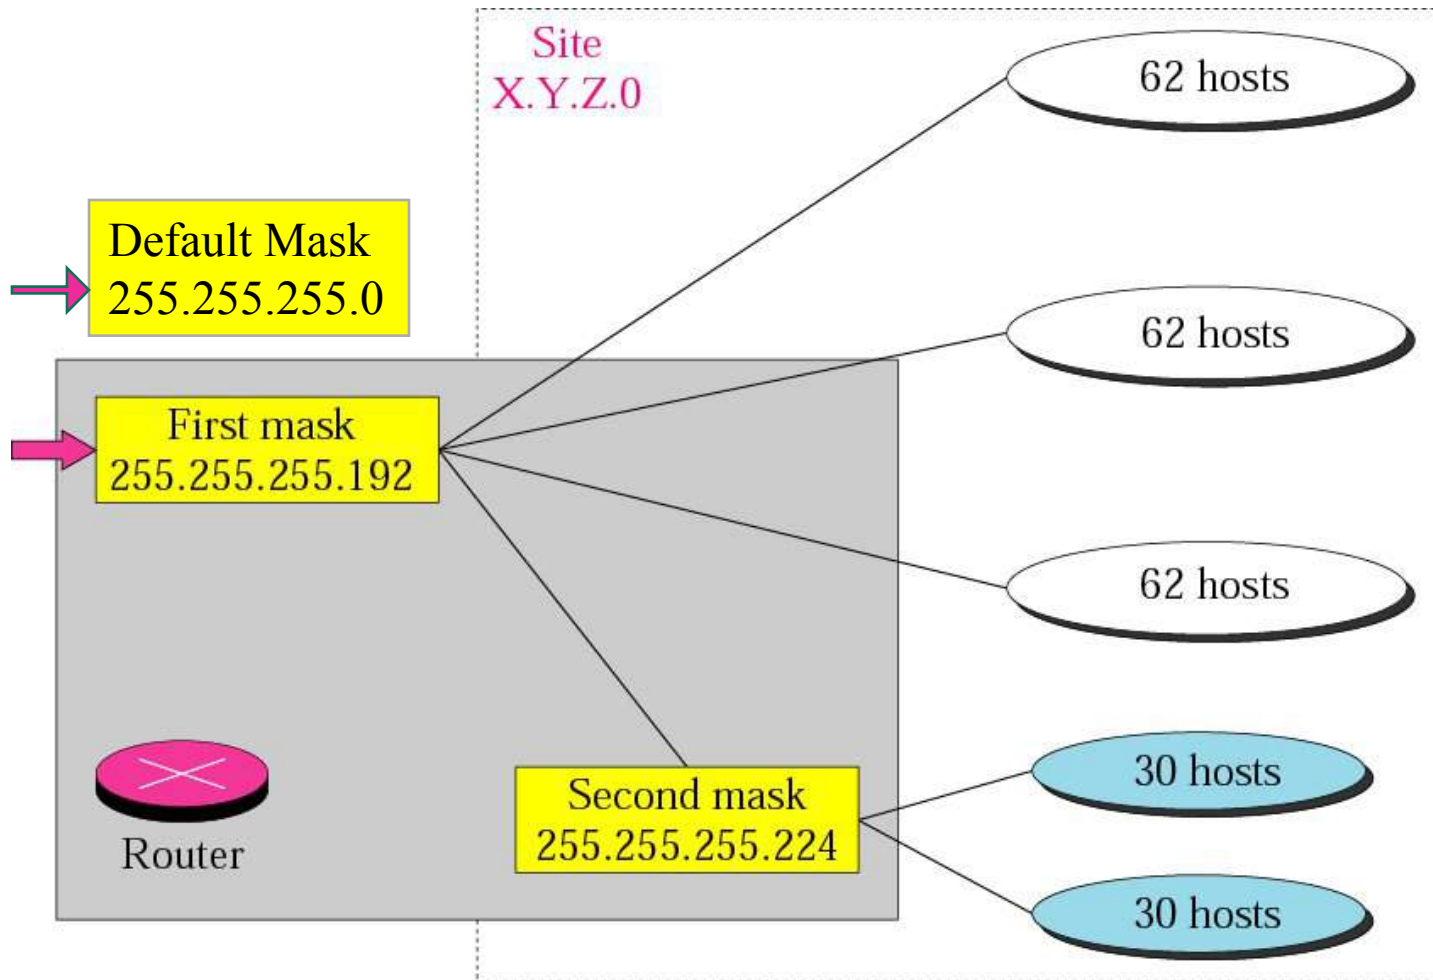 Site
X.Y.Z.0
62 hosts
Default Mask
255.255.255.0
62 hosts
First mask
255.255.255.192
62 hosts
Router
Second mask
255.255.255.224
30 hosts
30 hosts